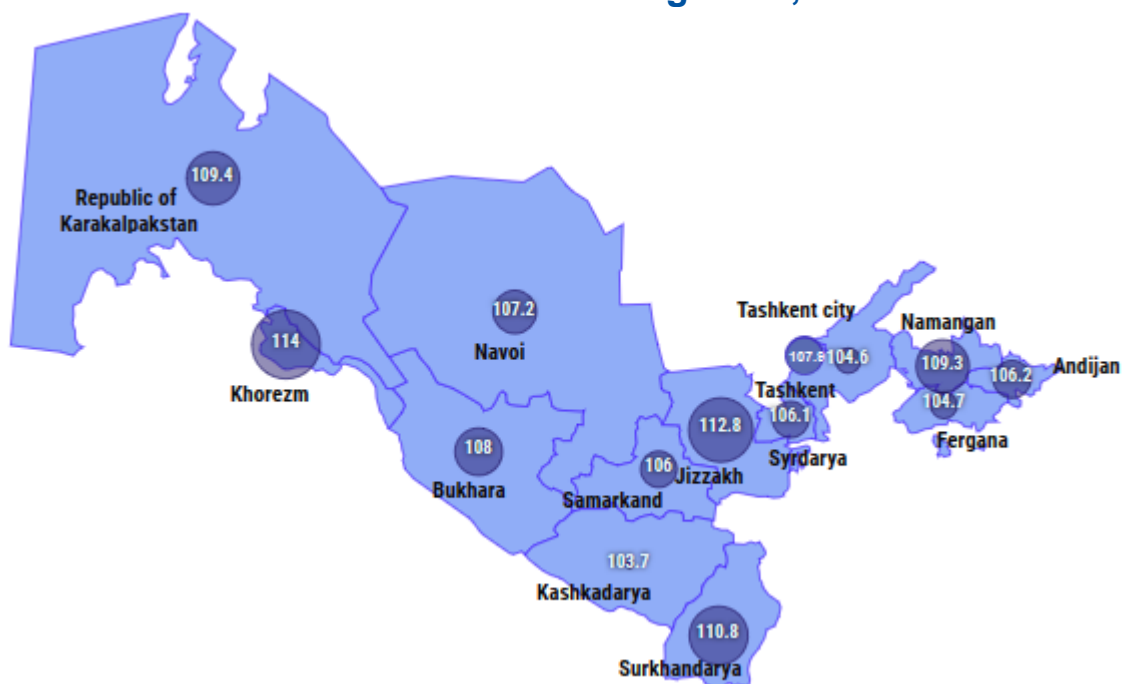 109.4
Republic of
Karakalpakstan
114
Khorezm
107.2
Navoi
108
Bukhara
Tashkent city
104.6
Tashkent
Namangan
109.3
106.2
Andijan
104.7
Fergana
106.1
Syrdarya
112.8
Jizzakh
106
Samarkand
103.7
Kashkadarya
110.8
Surkhandarya